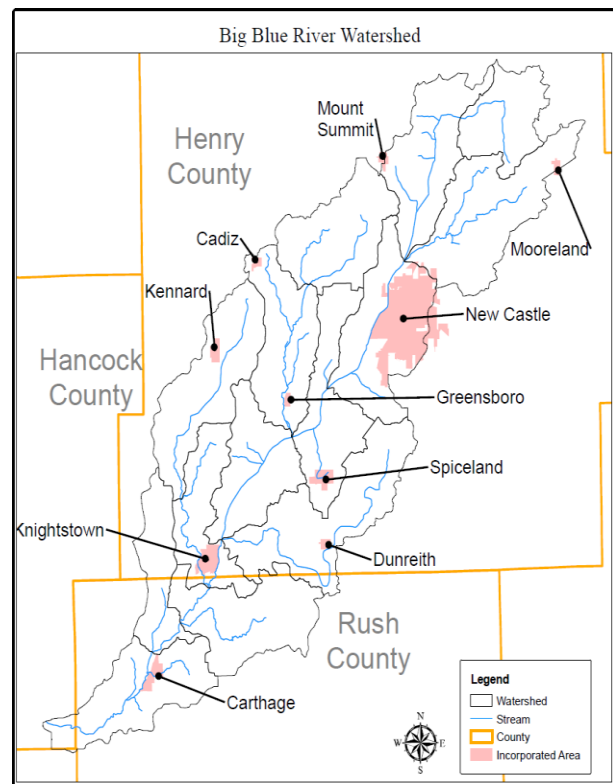 Big Blue River Watershed
Mount
Summit
Henry
County
Mooreland
Cadiz
Kennard
New Castle
Hancock
County
Greensboro
Spiceland
Knightstown
Dunreith
Rush
County
Carthage
Legend
Watershed
Stream
County
Incorporated Area
N
W
E
S